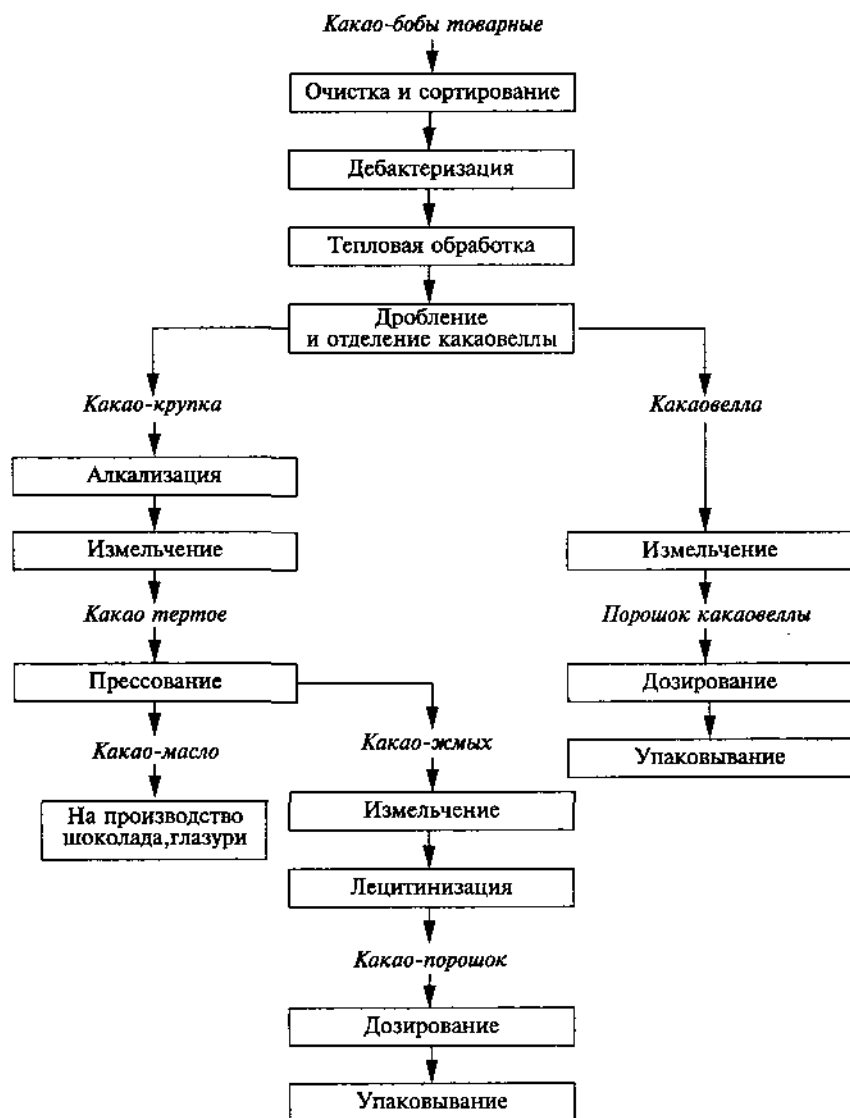 Какао-бобы товарные
Очистка и сортирование
Дебактеризация
Тепловая обработка
Дробление
и отделение какаовеллы
Какао-крупка
Какаовелла
Алкализация
Измельчение
Измельчение
Какао тертое
Порошок какаовеллы
Прессование
Дозирование
Какао-масло
Какао-жмых
Упаковывание
На производство
шоколада,глазури
Измельчение
Лецитинизация
Какао-порошок
Дозирование
Упаковывание